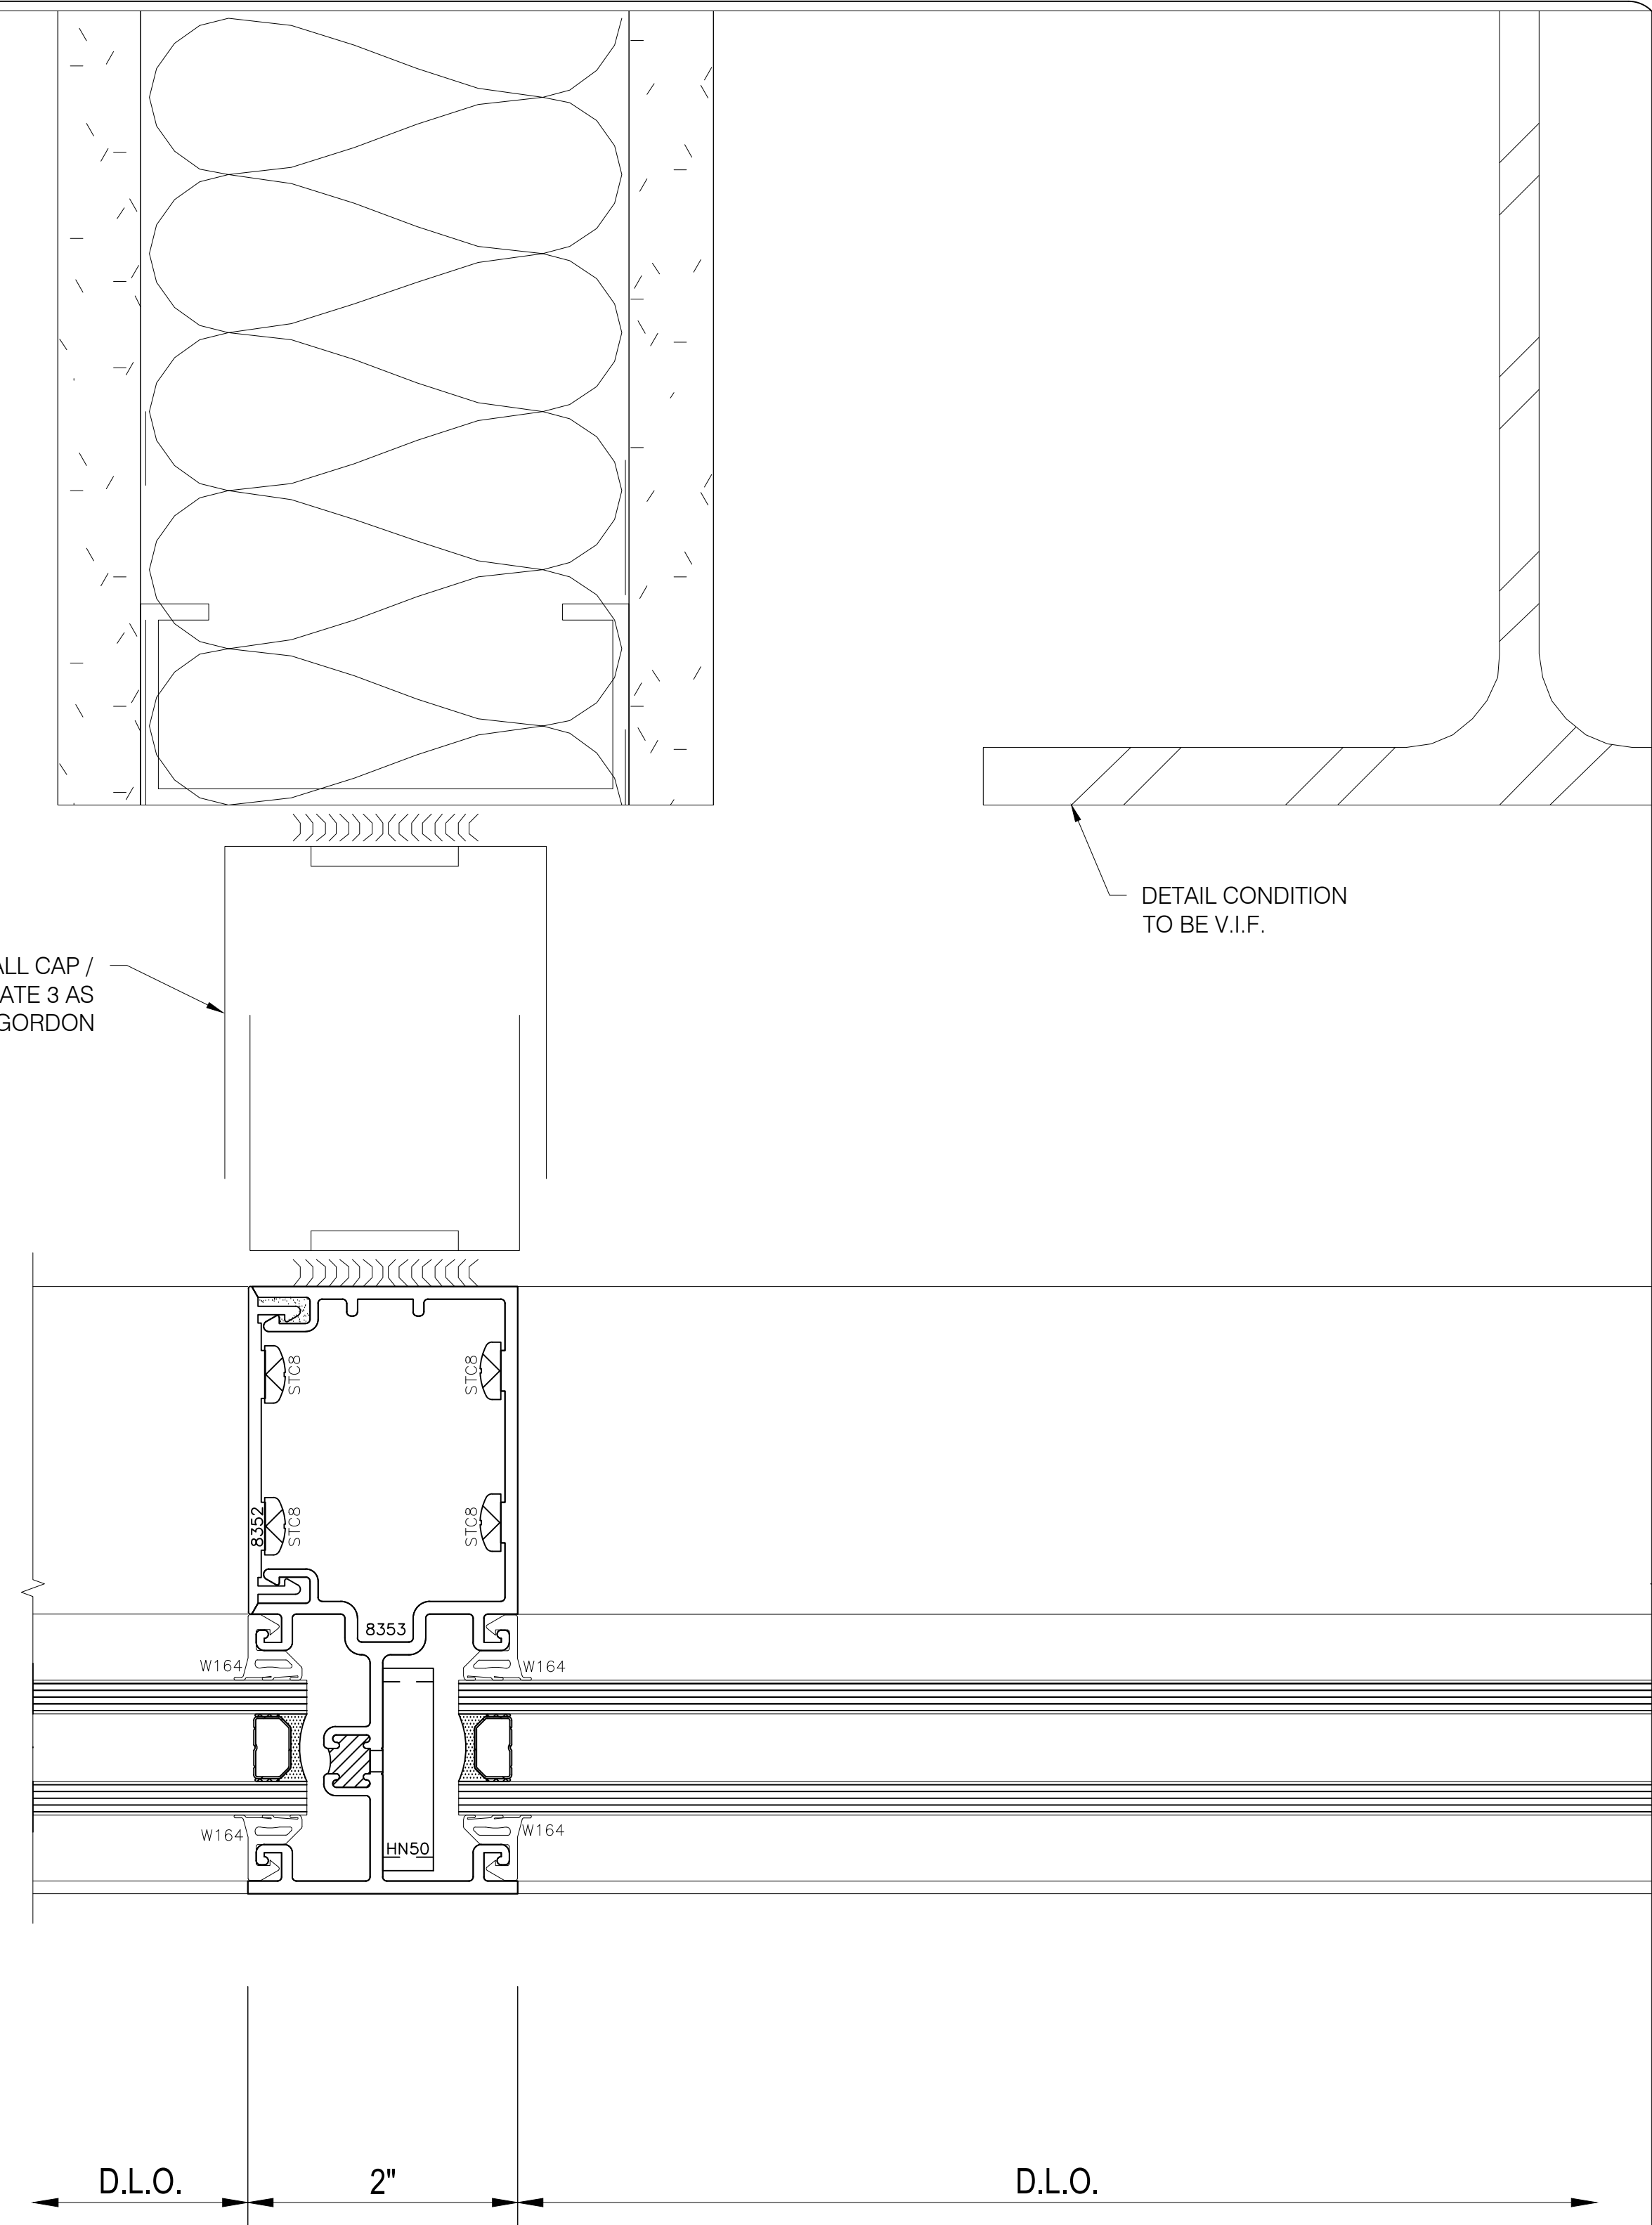 DETAIL CONDITION
TO BE V.I.F.
ALL CAP /
ATE 3 AS
GORDON
STC8
STC8
8352
STC8
STC8
8353
W164
W164
W164
W164
HN50
D.L.O.
2"
D.L.O.